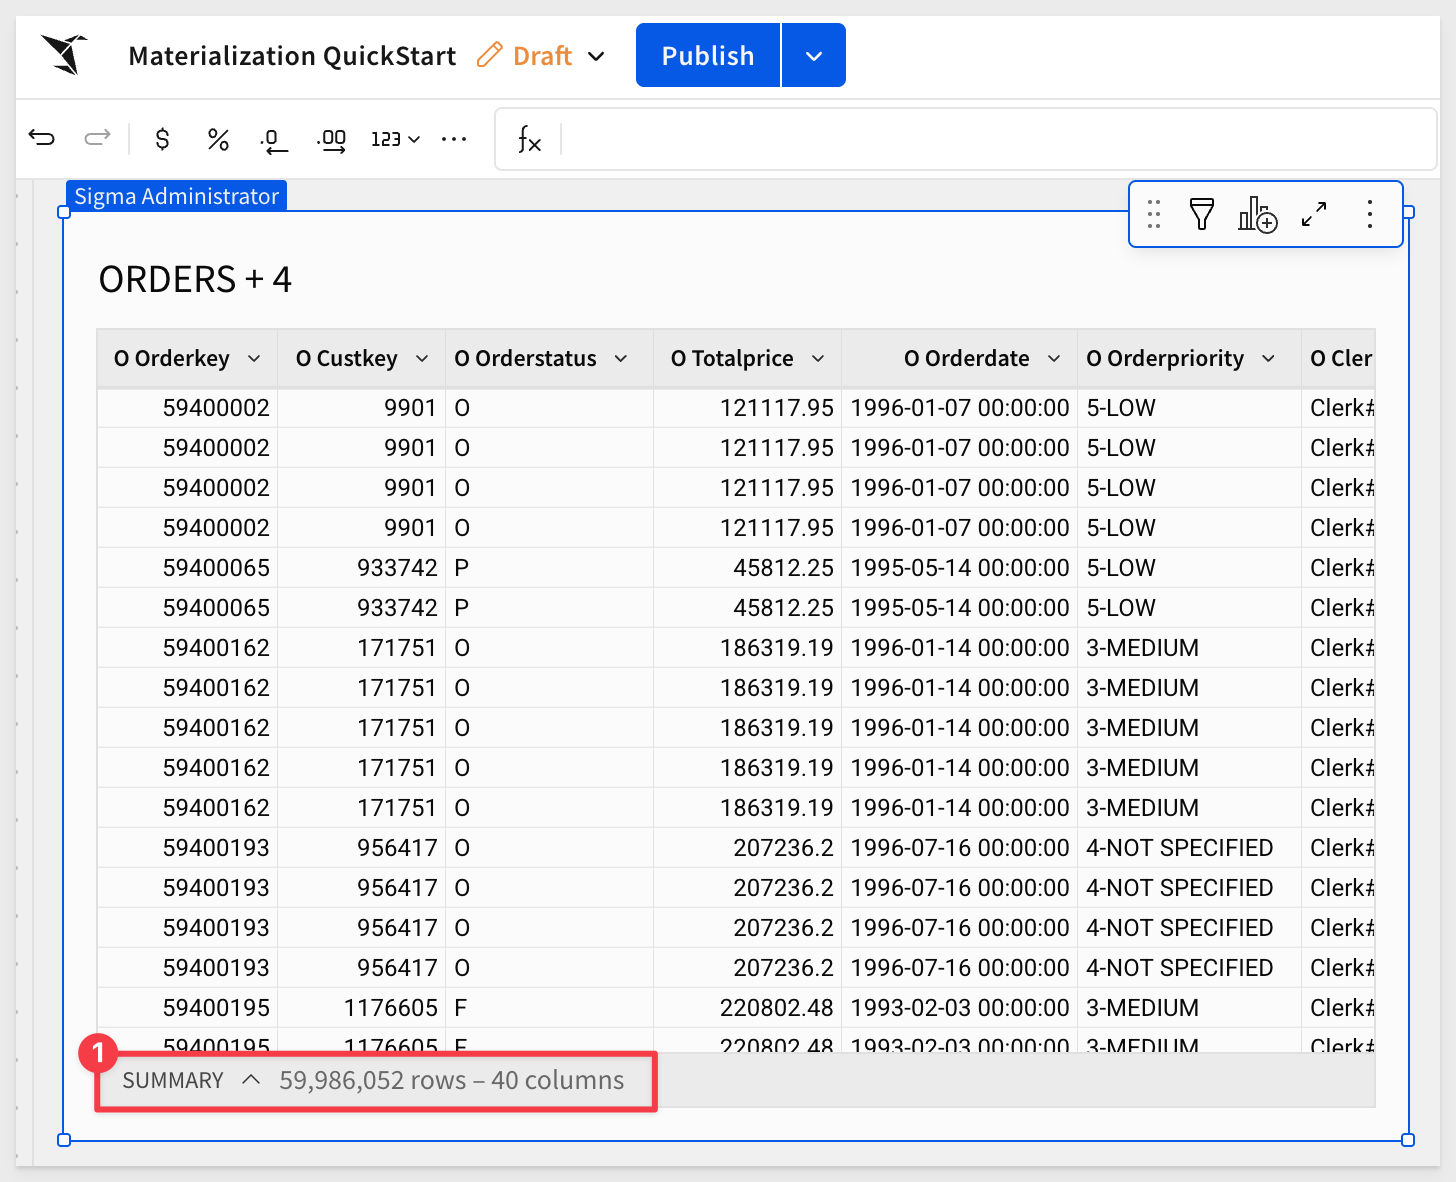 Materialization QuickStart Draft Publish
$ % .0 .00 123 ... fx
Sigma Administrator
ORDERS + 4
O Orderkey O Custkey O Orderstatus O Totalprice O Orderdate O Orderpriority O Cler
59400002 9901 O 121117.95 1996-01-07 00:00:00 5-LOW Clerk#
59400002 9901 O 121117.95 1996-01-07 00:00:00 5-LOW Clerk#
59400002 9901 O 121117.95 1996-01-07 00:00:00 5-LOW Clerk#
59400002 9901 O 121117.95 1996-01-07 00:00:00 5-LOW Clerk#
59400065 933742 P 45812.25 1995-05-14 00:00:00 5-LOW Clerk#
59400065 933742 P 45812.25 1995-05-14 00:00:00 5-LOW Clerk#
59400162 171751 O 186319.19 1996-01-14 00:00:00 3-MEDIUM Clerk#
59400162 171751 O 186319.19 1996-01-14 00:00:00 3-MEDIUM Clerk#
59400162 171751 O 186319.19 1996-01-14 00:00:00 3-MEDIUM Clerk#
59400162 171751 O 186319.19 1996-01-14 00:00:00 3-MEDIUM Clerk#
59400162 171751 O 186319.19 1996-01-14 00:00:00 3-MEDIUM Clerk#
59400193 956417 O 207236.2 1996-07-16 00:00:00 4-NOT SPECIFIED Clerk#
59400193 956417 O 207236.2 1996-07-16 00:00:00 4-NOT SPECIFIED Clerk#
59400193 956417 O 207236.2 1996-07-16 00:00:00 4-NOT SPECIFIED Clerk#
59400193 956417 O 207236.2 1996-07-16 00:00:00 4-NOT SPECIFIED Clerk#
59400195 1176605 F 220802.48 1993-02-03 00:00:00 3-MEDIUM Clerk#
59400195 1176605 F 220802.48 1993-02-03 00:00:00 3-MEDIUM Clerk#
1
SUMMARY 59,986,052 rows – 40 columns